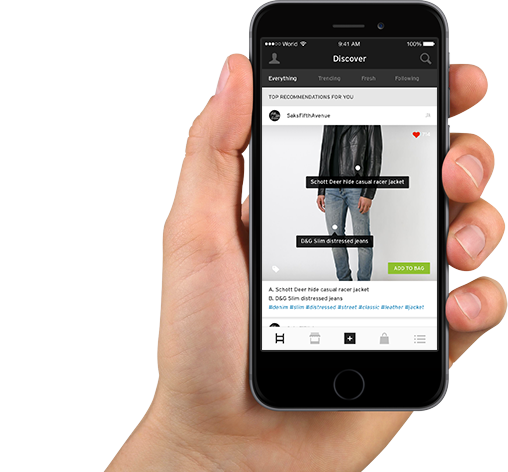 World 9:41 AM 100%
Discover
Everything Trending Fresh Following
TOP RECOMMENDATIONS FOR YOU
SaksFifthAvenue
Schott Deer hide casual racer jacket
D&G Slim distressed jeans
ADD TO BAG
A. Schott Deer hide casual racer jacket
B. D&G Slim distressed jeans
#denim #slim #distressed #street #classic #leather #jacket